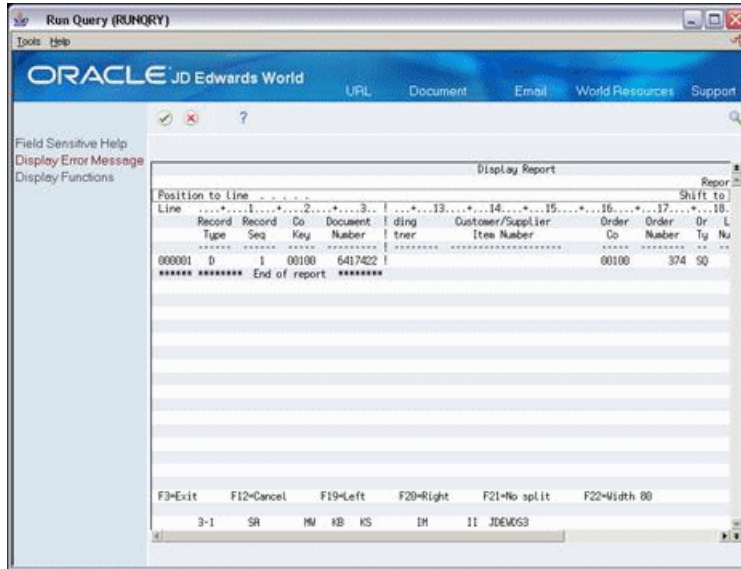 Run Query (RUNQRY)
Tools Help
ORACLE JD Edwards World
URL Document Email World Resources Support
?
Field Sensitive Help
Display Error Message
Display Functions
Display Report
Repor
Position to line . . . . . Shift to
Line ....+....1....+....2....+....3.. ! ...+...13....+...14....+...15....+...16....+...17....+...18.
Record Record Co Document ! ding Customer/Supplier Order Order Or L
Type Seq Key Number ! tner Item Number Co Number Ty Nu
000001 D 1 00100 6417422 ! 00100 374 SQ
****** ******** End of report ********
F3=Exit F12=Cancel F19=Left F20=Right F21=No split F22=Width 80
3-1 SA MW KB KS IM II JDEWDS3